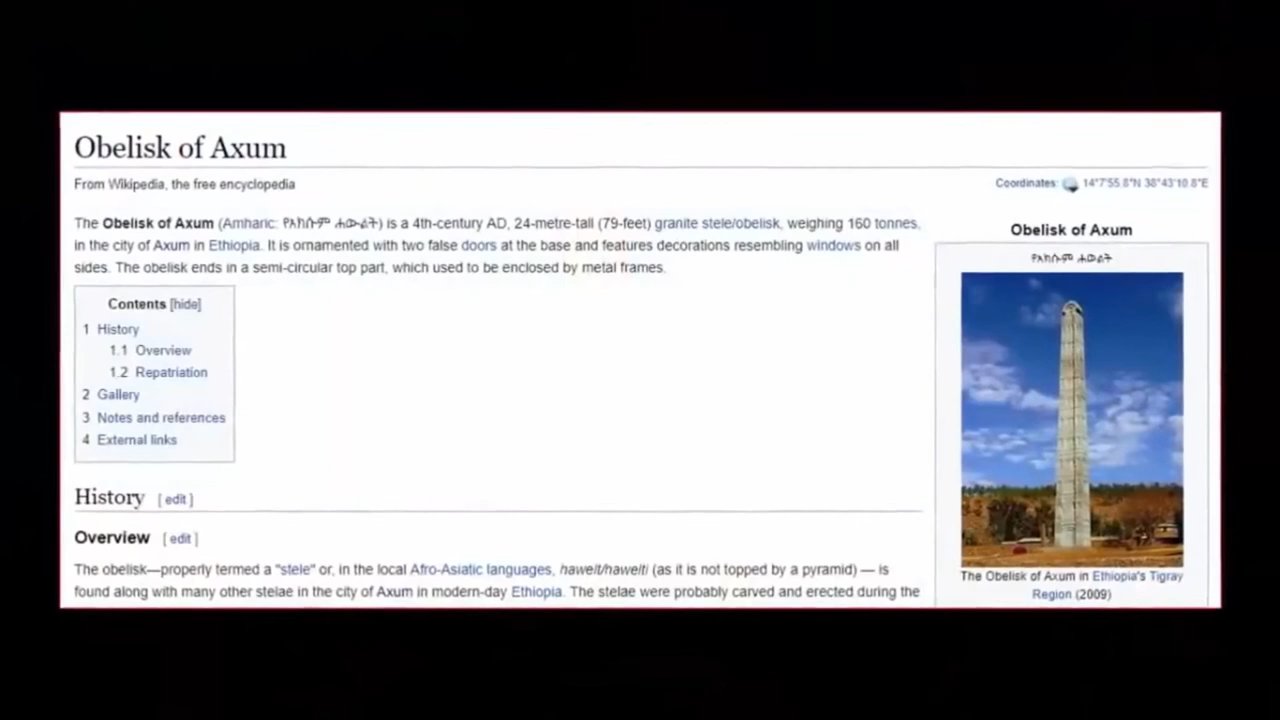 Obelisk of Axum
From Wikipedia, the free encyclopedia
Coordinates: 14°7'55.8"N 38°43'10.8"E
The Obelisk of Axum (Amharic: የአክሱም ሐውልት) is a 4th-century AD, 24-metre-tall (79-feet) granite stele/obelisk, weighing 160 tonnes,
in the city of Axum in Ethiopia. It is ornamented with two false doors at the base and features decorations resembling windows on all
sides. The obelisk ends in a semi-circular top part, which used to be enclosed by metal frames.
Contents [hide]
1 History
1.1 Overview
1.2 Repatriation
2 Gallery
3 Notes and references
4 External links
History [ edit ]
Overview [ edit ]
The obelisk—properly termed a "stele" or, in the local Afro-Asiatic languages, hawelt/hawelti (as it is not topped by a pyramid) — is
found along with many other stelae in the city of Axum in modern-day Ethiopia. The stelae were probably carved and erected during the
Obelisk of Axum
የአክሱም ሐውልት
The Obelisk of Axum in Ethiopia's Tigray
Region (2009)